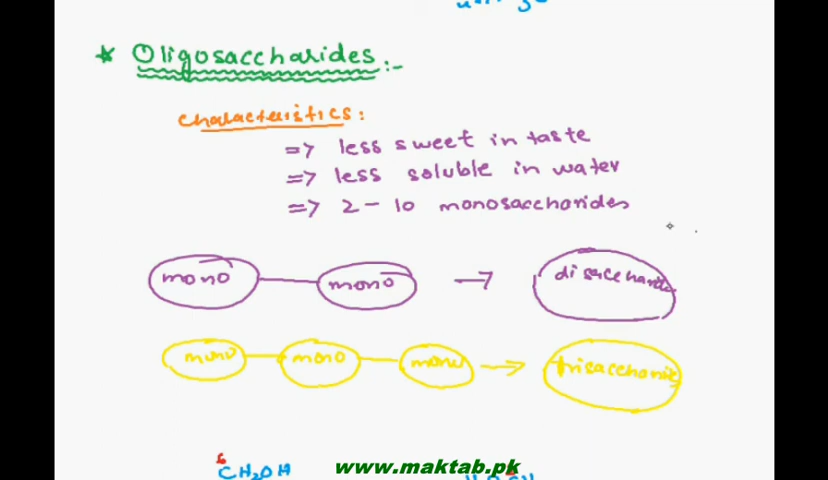 * Oligosaccharides :-
Characteristics :
=> less sweet in taste
=> less soluble in water
=> 2 - 10 monosaccharides
mono mono → disaccharide
mono mono mono → trisaccharide
6
CH₂OH
www.maktab.pk